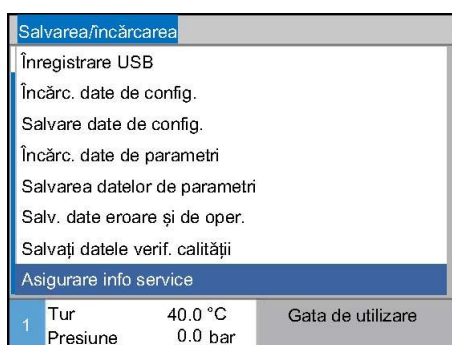 Salvarea/încărcarea
Înregistrare USB
Încărc. date de config.
Salvare date de config.
Încărc. date de parametri
Salvarea datelor de parametri
Salv. date eroare și de oper.
Salvați datele verif. calității
Asigurare info service
1 Tur 40.0 °C Gata de utilizare
Presiune 0.0 bar